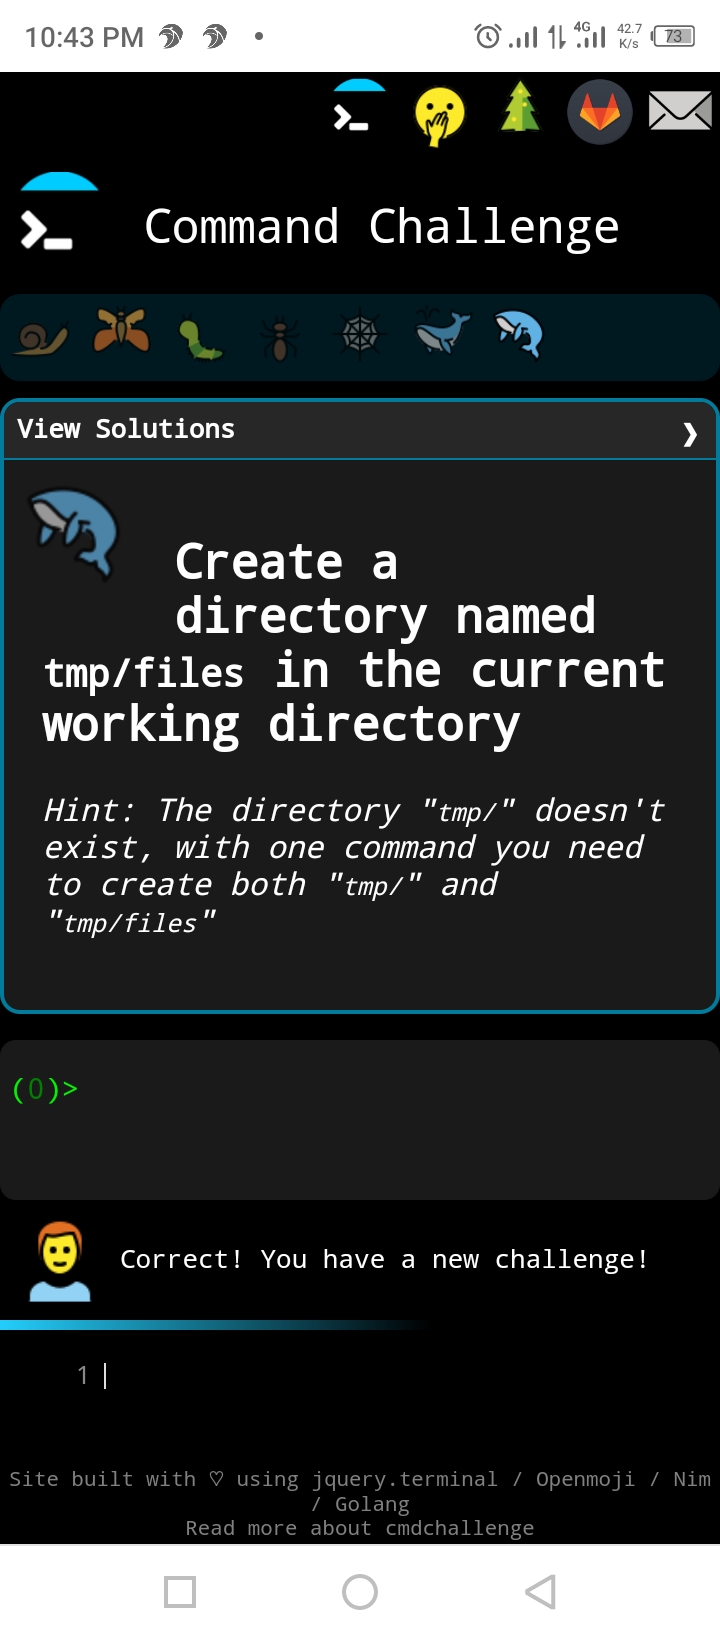 10:43 PM
4G
42.7
K/s
73
Command Challenge
View Solutions
Create a
directory named
tmp/files in the current
working directory
Hint: The directory "tmp/" doesn't
exist, with one command you need
to create both "tmp/" and
"tmp/files"
(0)>
Correct! You have a new challenge!
1
Site built with ♡ using jquery.terminal / Openmoji / Nim
/ Golang
Read more about cmdchallenge